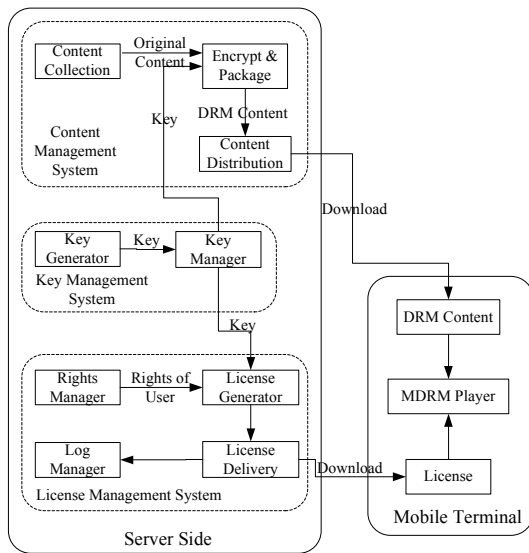 Content
Collection
Original
Content
Encrypt &
Package
Key
DRM Content
Content
Management
System
Content
Distribution
Download
Key
Generator
Key
Key
Manager
Key Management
System
Key
DRM Content
Rights
Manager
Rights of
User
License
Generator
MDRM Player
Log
Manager
License
Delivery
Download
License
License Management System
Mobile Terminal
Server Side